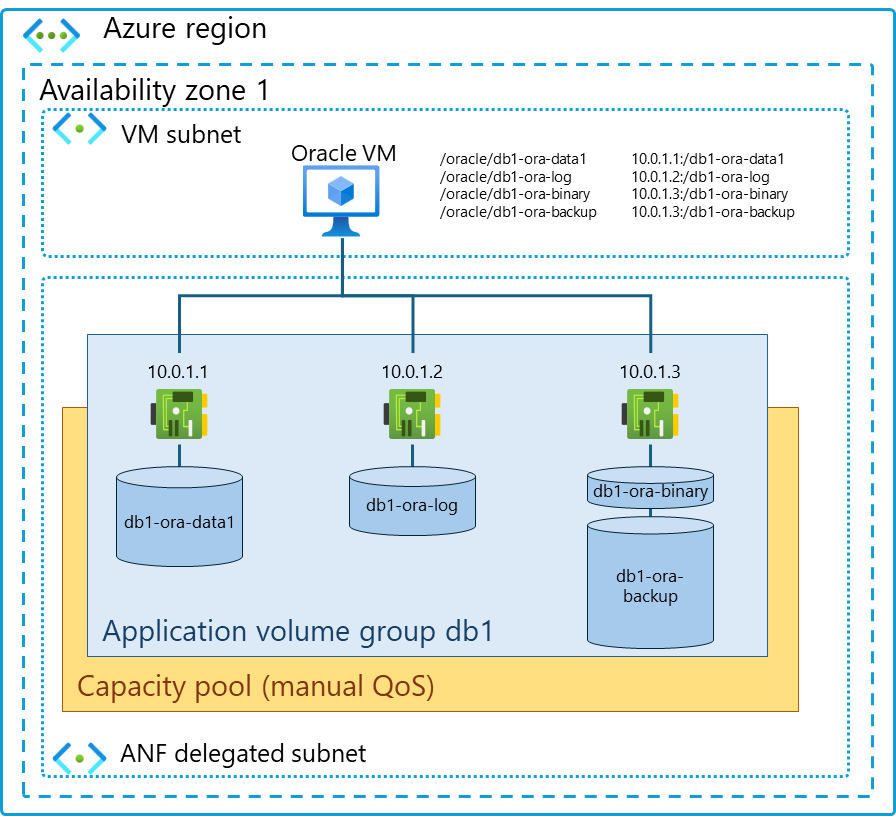 Azure region
Availability zone 1
VM subnet
Oracle VM
/oracle/db1-ora-data1 10.0.1.1:/db1-ora-data1
/oracle/db1-ora-log 10.0.1.2:/db1-ora-log
/oracle/db1-ora-binary 10.0.1.3:/db1-ora-binary
/oracle/db1-ora-backup 10.0.1.3:/db1-ora-backup
10.0.1.1 10.0.1.2 10.0.1.3
db1-ora-data1
db1-ora-log
db1-ora-binary
db1-ora-
backup
Application volume group db1
Capacity pool (manual QoS)
ANF delegated subnet